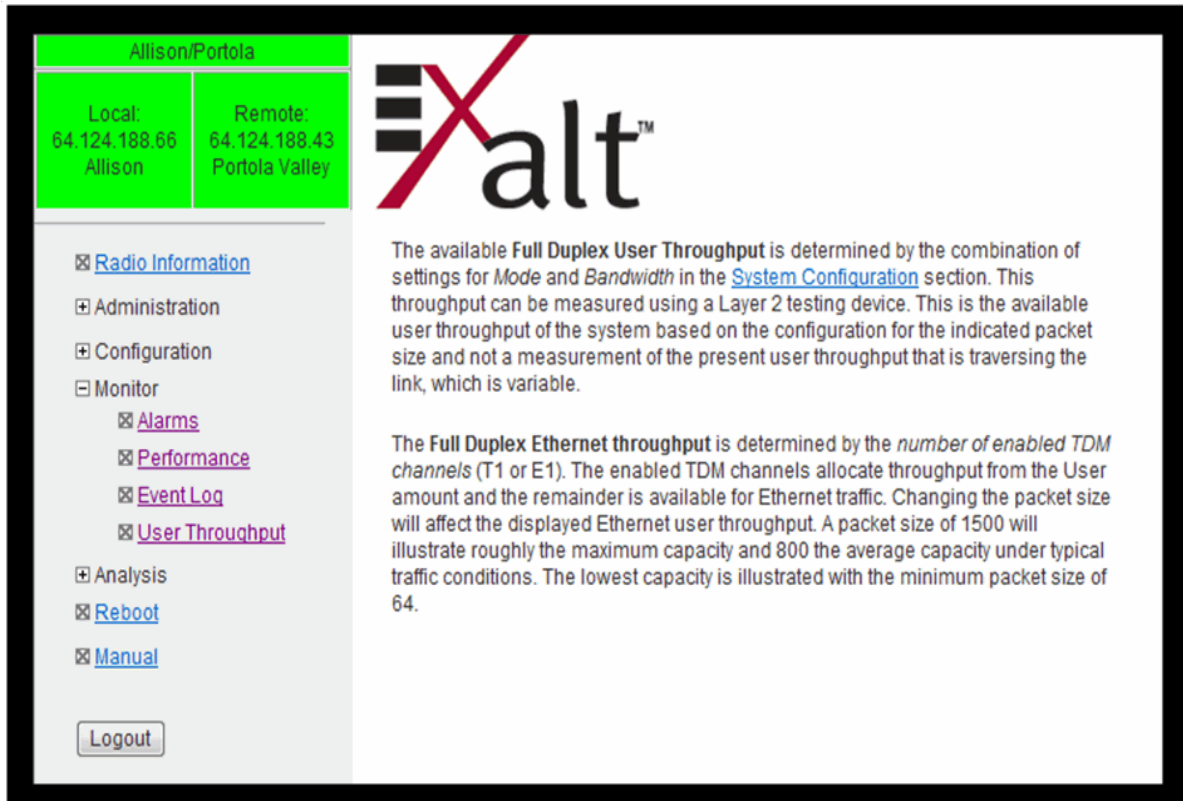 Allison/Portola
Local:
64.124.188.66
Allison
Remote:
64.124.188.43
Portola Valley
Radio Information
Administration
Configuration
Monitor
Alarms
Performance
Event Log
User Throughput
Analysis
Reboot
Manual
Logout
EXalt™
The available Full Duplex User Throughput is determined by the combination of
settings for Mode and Bandwidth in the System Configuration section. This
throughput can be measured using a Layer 2 testing device. This is the available
user throughput of the system based on the configuration for the indicated packet
size and not a measurement of the present user throughput that is traversing the
link, which is variable.
The Full Duplex Ethernet throughput is determined by the number of enabled TDM
channels (T1 or E1). The enabled TDM channels allocate throughput from the User
amount and the remainder is available for Ethernet traffic. Changing the packet size
will affect the displayed Ethernet user throughput. A packet size of 1500 will
illustrate roughly the maximum capacity and 800 the average capacity under typical
traffic conditions. The lowest capacity is illustrated with the minimum packet size of
64.